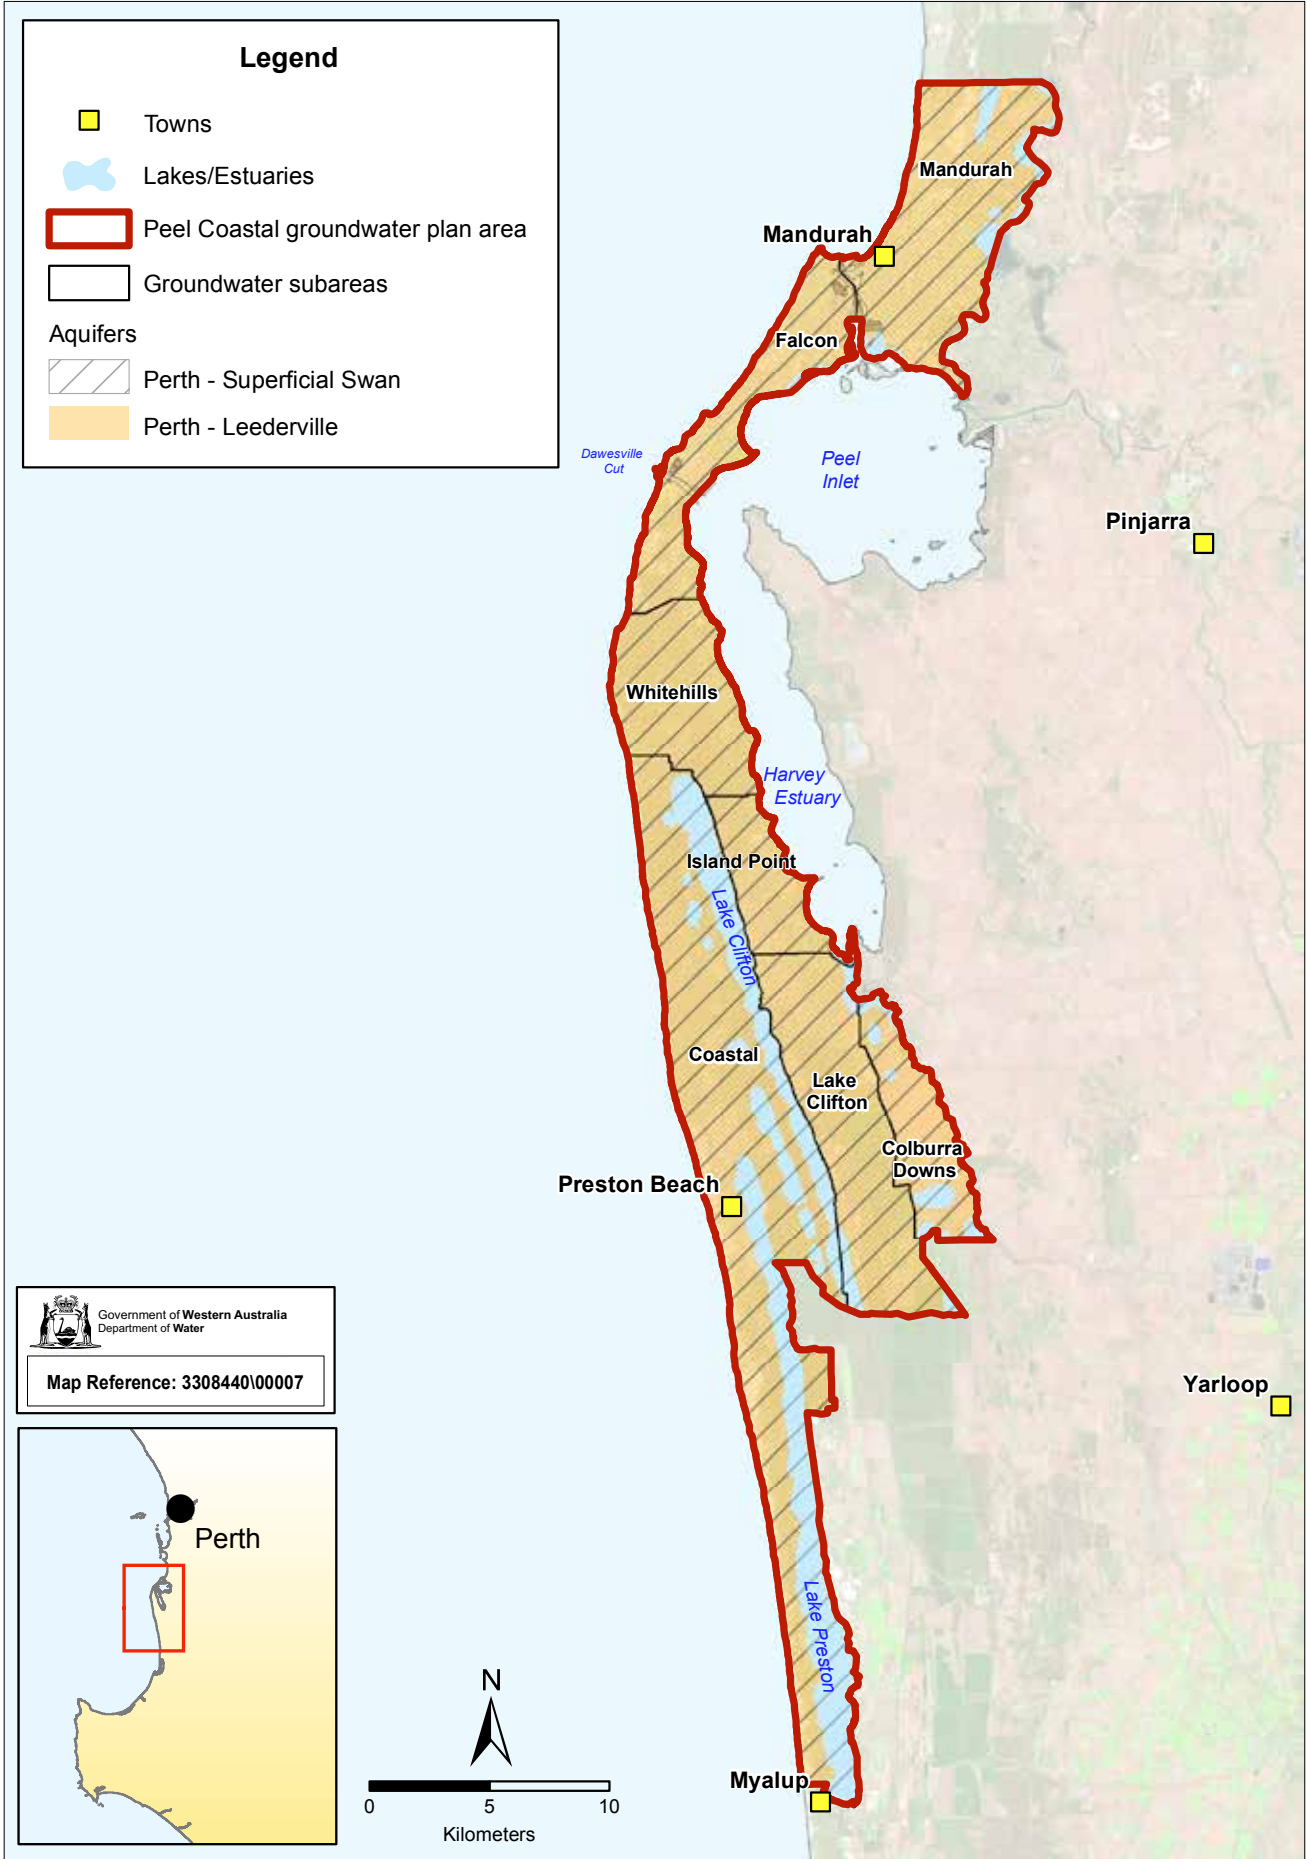 Legend
Towns
Lakes/Estuaries
Peel Coastal groundwater plan area
Groundwater subareas
Aquifers
Perth - Superficial Swan
Perth - Leederville
Mandurah
Mandurah
Falcon
Dawesville
Cut
Peel
Inlet
Pinjarra
Whitehills
Harvey
Estuary
Island Point
Lake Clifton
Coastal
Lake
Clifton
Colburra
Downs
Preston Beach
Government of Western Australia
Department of Water
Map Reference: 3308440\00007
Yarloop
Perth
Lake Preston
N
Myalup
0 5 10
Kilometers